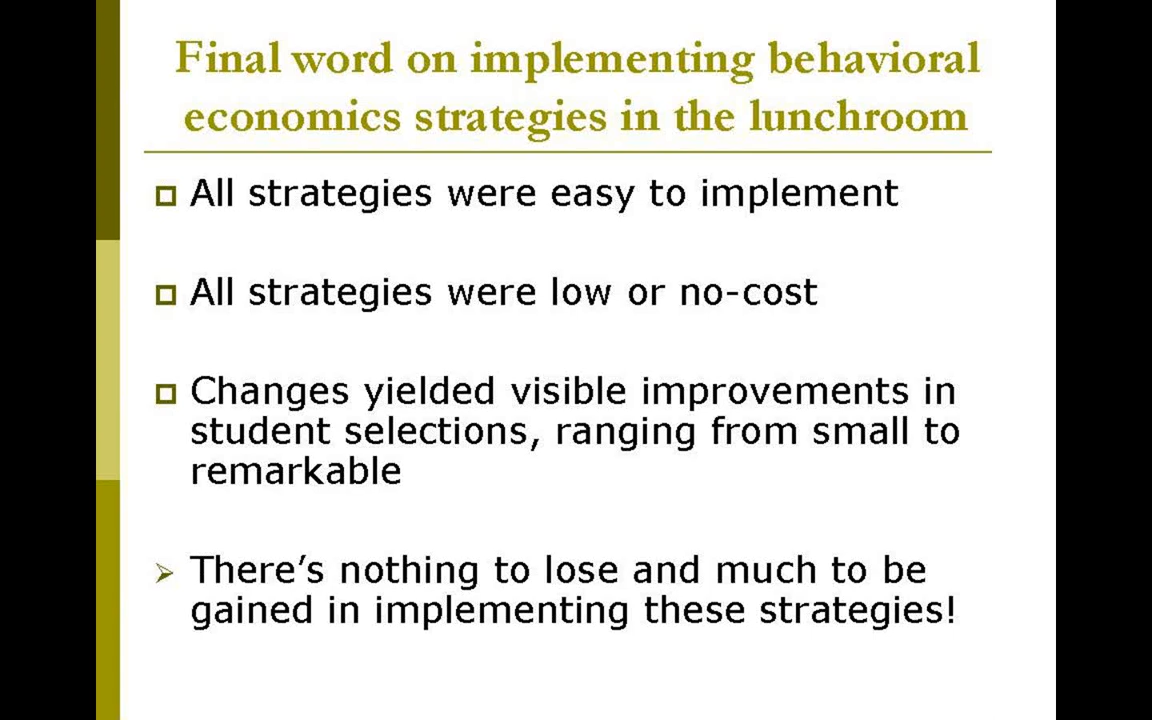 Final word on implementing behavioral
economics strategies in the lunchroom
All strategies were easy to implement
All strategies were low or no-cost
Changes yielded visible improvements in
student selections, ranging from small to
remarkable
There’s nothing to lose and much to be
gained in implementing these strategies!